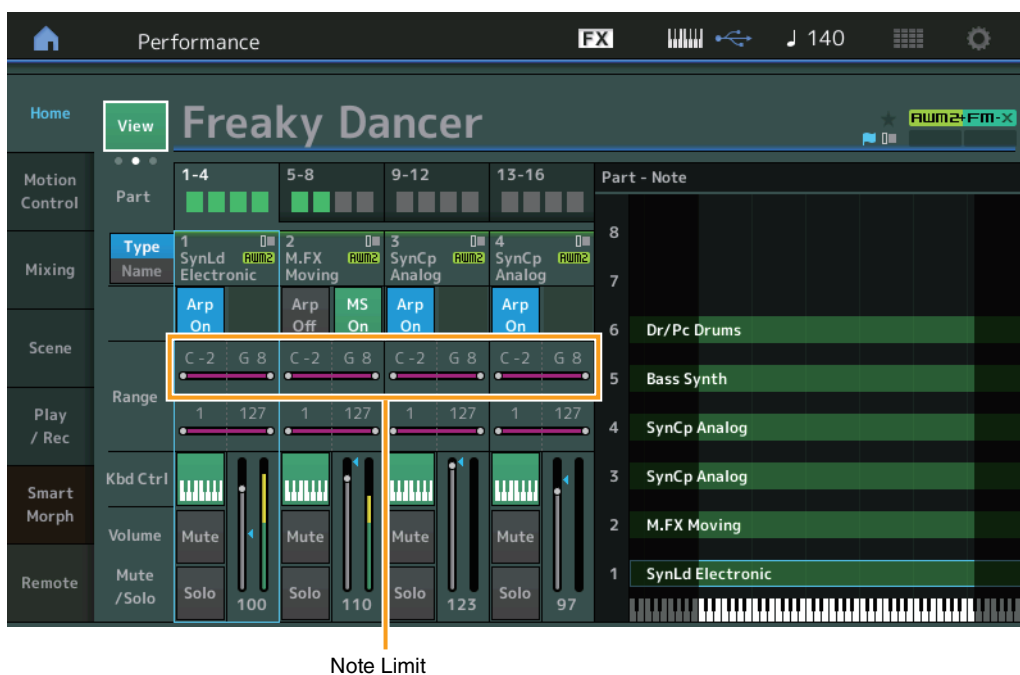 Performance FX 140
Home View Freaky Dancer AWM2+FM-X
Motion Control
Part 1-4 5-8 9-12 13-16 Part - Note
Type Name
1 SynLd Electronic AWM2
2 M.FX Moving AWM2
3 SynCp Analog AWM2
4 SynCp Analog AWM2
Mixing
Arp On Arp Off MS On Arp On Arp On
Scene
Range
C -2 G 8 C -2 G 8 C -2 G 8 C -2 G 8
1 127 1 127 1 127 1 127
Play / Rec
Kbd Ctrl
Smart Morph
Volume
Mute Mute Mute Mute
Remote
Mute /Solo
Solo 100 Solo 110 Solo 123 Solo 97
8
7
6 Dr/Pc Drums
5 Bass Synth
4 SynCp Analog
3 SynCp Analog
2 M.FX Moving
1 SynLd Electronic
Note Limit